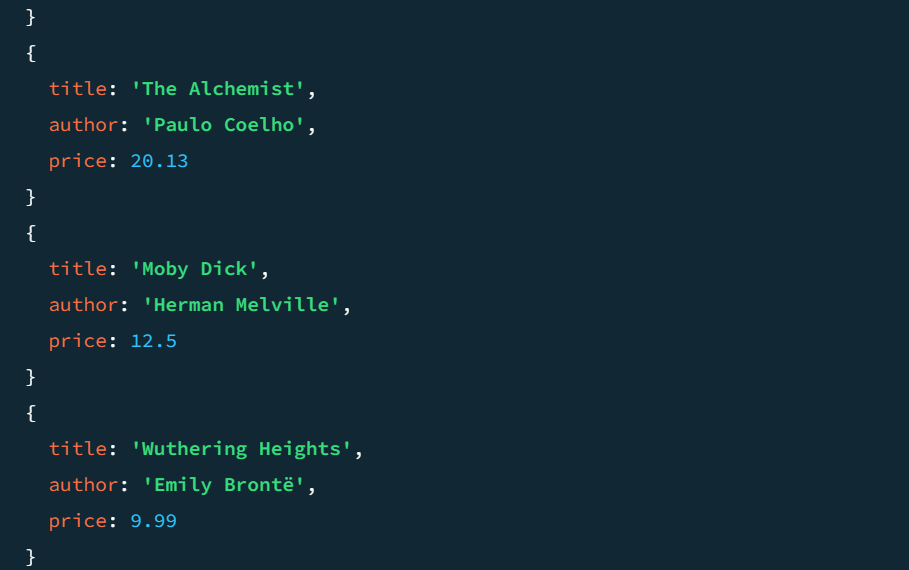 }
{
  title: 'The Alchemist',
  author: 'Paulo Coelho',
  price: 20.13
}
{
  title: 'Moby Dick',
  author: 'Herman Melville',
  price: 12.5
}
{
  title: 'Wuthering Heights',
  author: 'Emily Brontë',
  price: 9.99
}